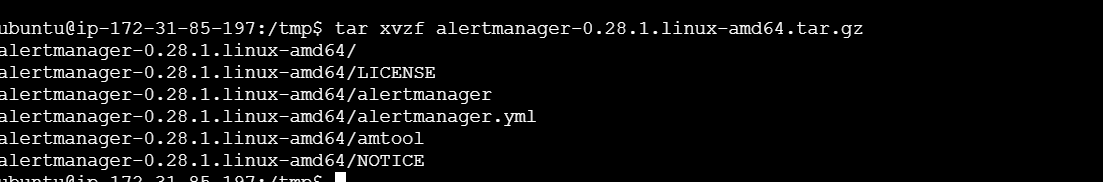 ubuntu@ip-172-31-85-197:/tmp$ tar xvzf alertmanager-0.28.1.linux-amd64.tar.gz
alertmanager-0.28.1.linux-amd64/
alertmanager-0.28.1.linux-amd64/LICENSE
alertmanager-0.28.1.linux-amd64/alertmanager
alertmanager-0.28.1.linux-amd64/alertmanager.yml
alertmanager-0.28.1.linux-amd64/amtool
alertmanager-0.28.1.linux-amd64/NOTICE
ubuntu@ip-172-31-85-197:/tmp$